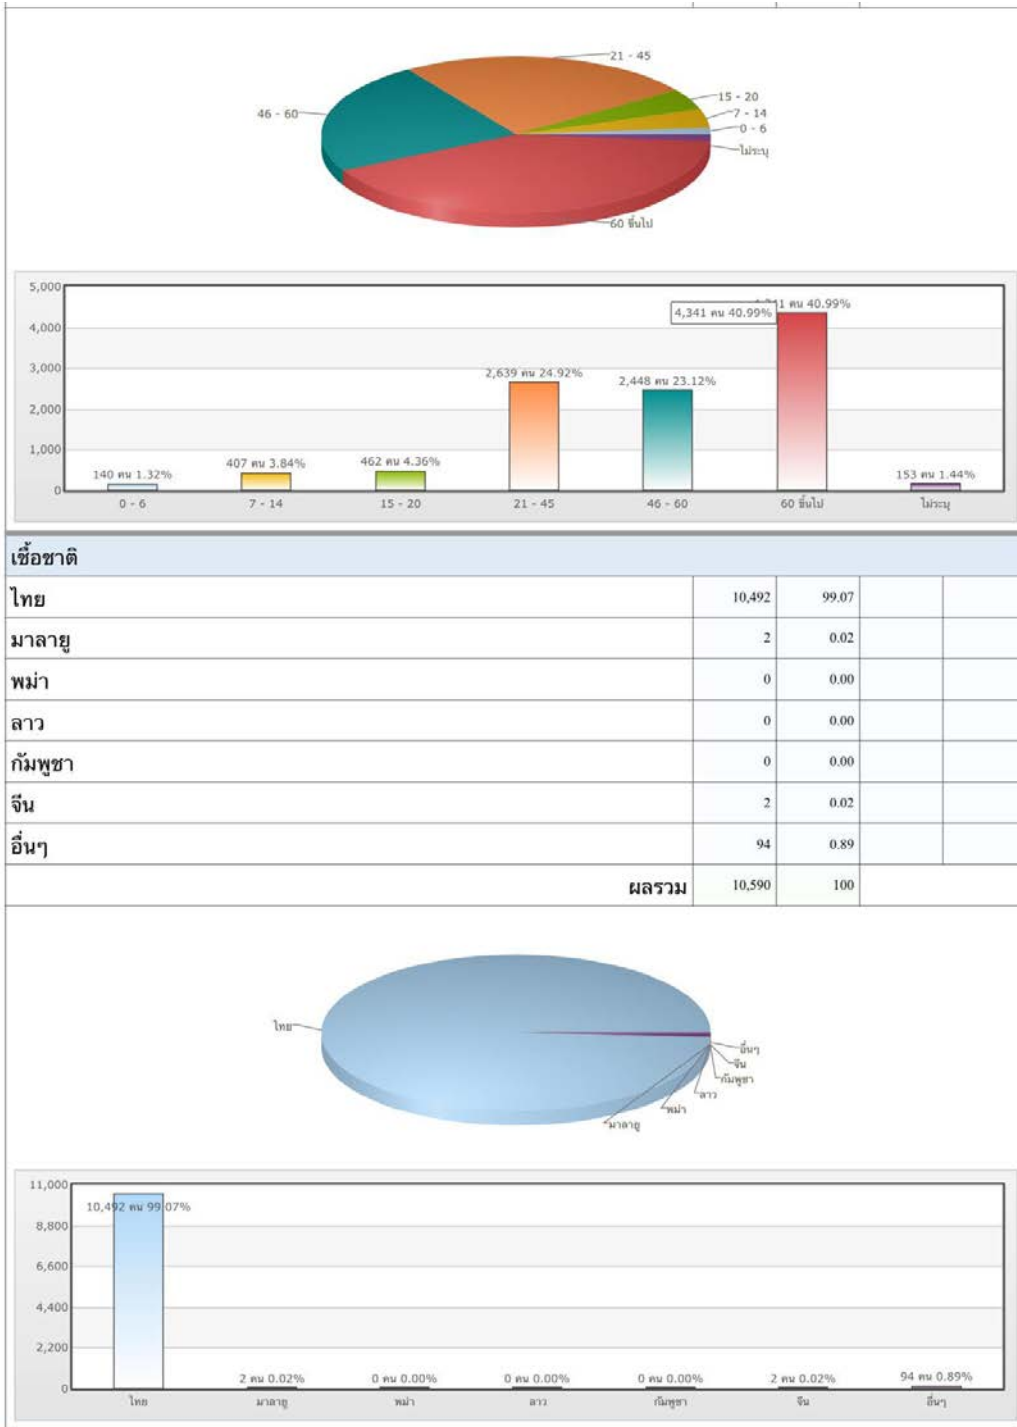 21 - 45
15 - 20
46 - 60
7 - 14
0 - 6
ไม่ระบุ
60 ขึ้นไป
5,000
4,341 คน 40.99%
41 คน 40.99%
4,000
3,000
2,639 คน 24.92%
2,448 คน 23.12%
2,000
1,000
140 คน 1.32%
407 คน 3.84%
462 คน 4.36%
153 คน 1.44%
0
0 - 6
7 - 14
15 - 20
21 - 45
46 - 60
60 ขึ้นไป
ไม่ระบุ
เชื้อชาติ
ไทย 10,492 99.07
มาลายู 2 0.02
พม่า 0 0.00
ลาว 0 0.00
กัมพูชา 0 0.00
จีน 2 0.02
อื่นๆ 94 0.89
ผลรวม 10,590 100
ไทย
อื่นๆ
จีน
กัมพูชา
ลาว
พม่า
มาลายู
11,000
10,492 คน 99.07%
8,800
6,600
4,400
2,200
2 คน 0.02%
0 คน 0.00%
0 คน 0.00%
0 คน 0.00%
2 คน 0.02%
94 คน 0.89%
0
ไทย
มาลายู
พม่า
ลาว
กัมพูชา
จีน
อื่นๆ